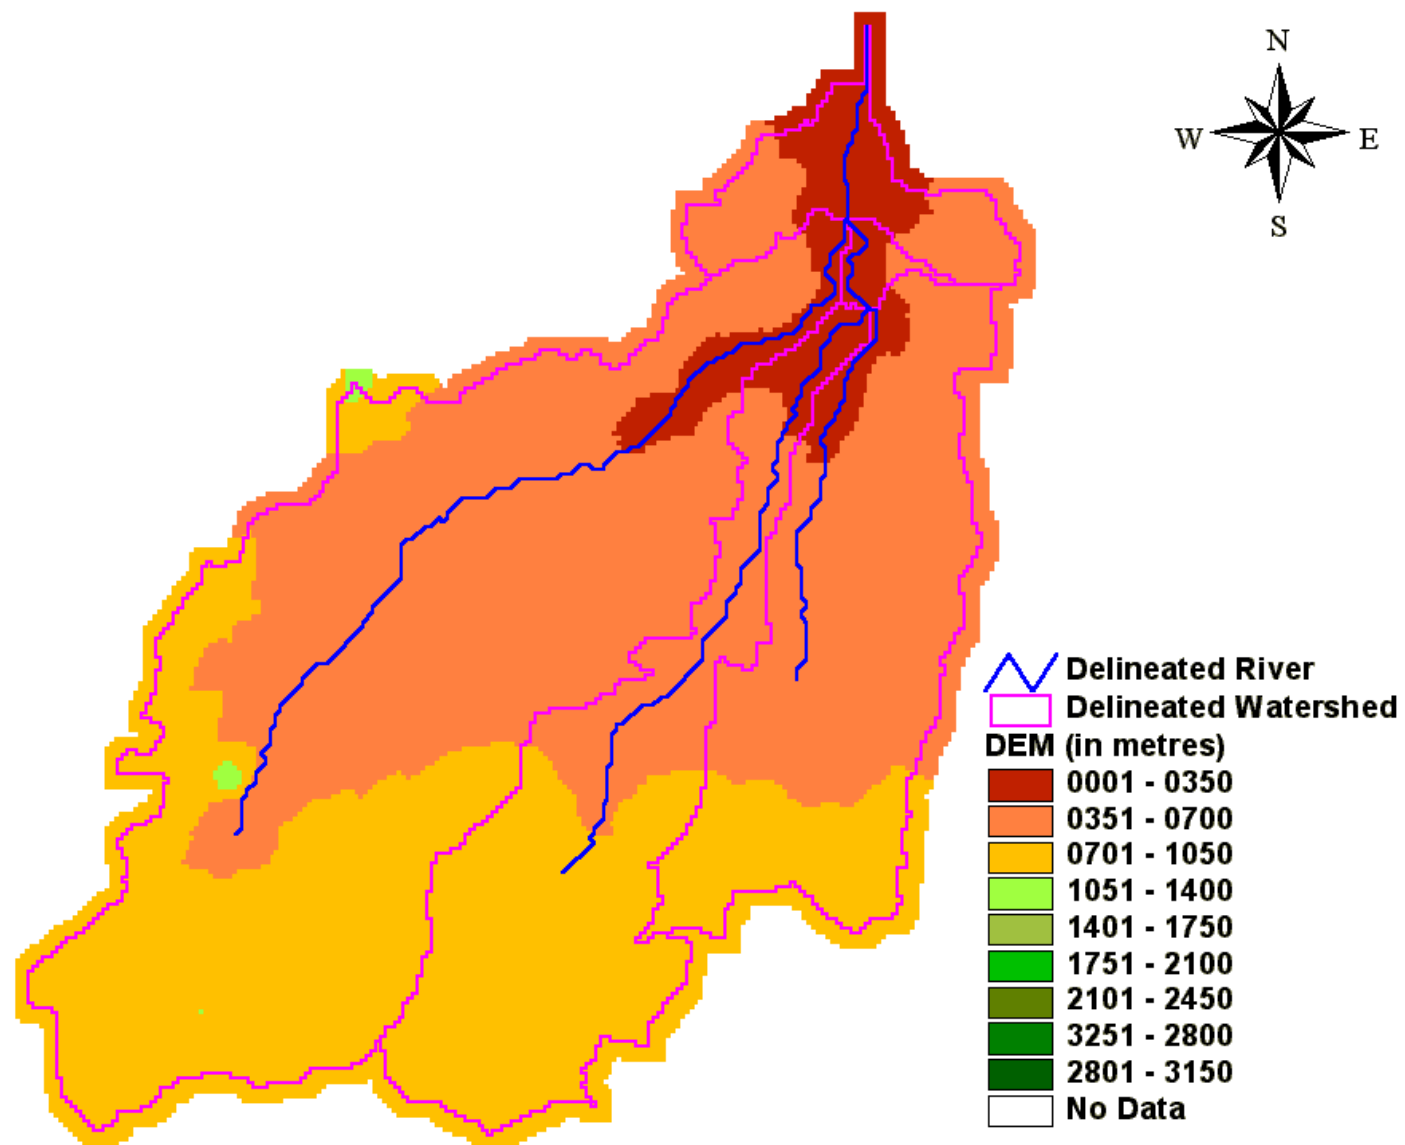 N
W E
S
Delineated River
Delineated Watershed
DEM (in metres)
0001 - 0350
0351 - 0700
0701 - 1050
1051 - 1400
1401 - 1750
1751 - 2100
2101 - 2450
3251 - 2800
2801 - 3150
No Data